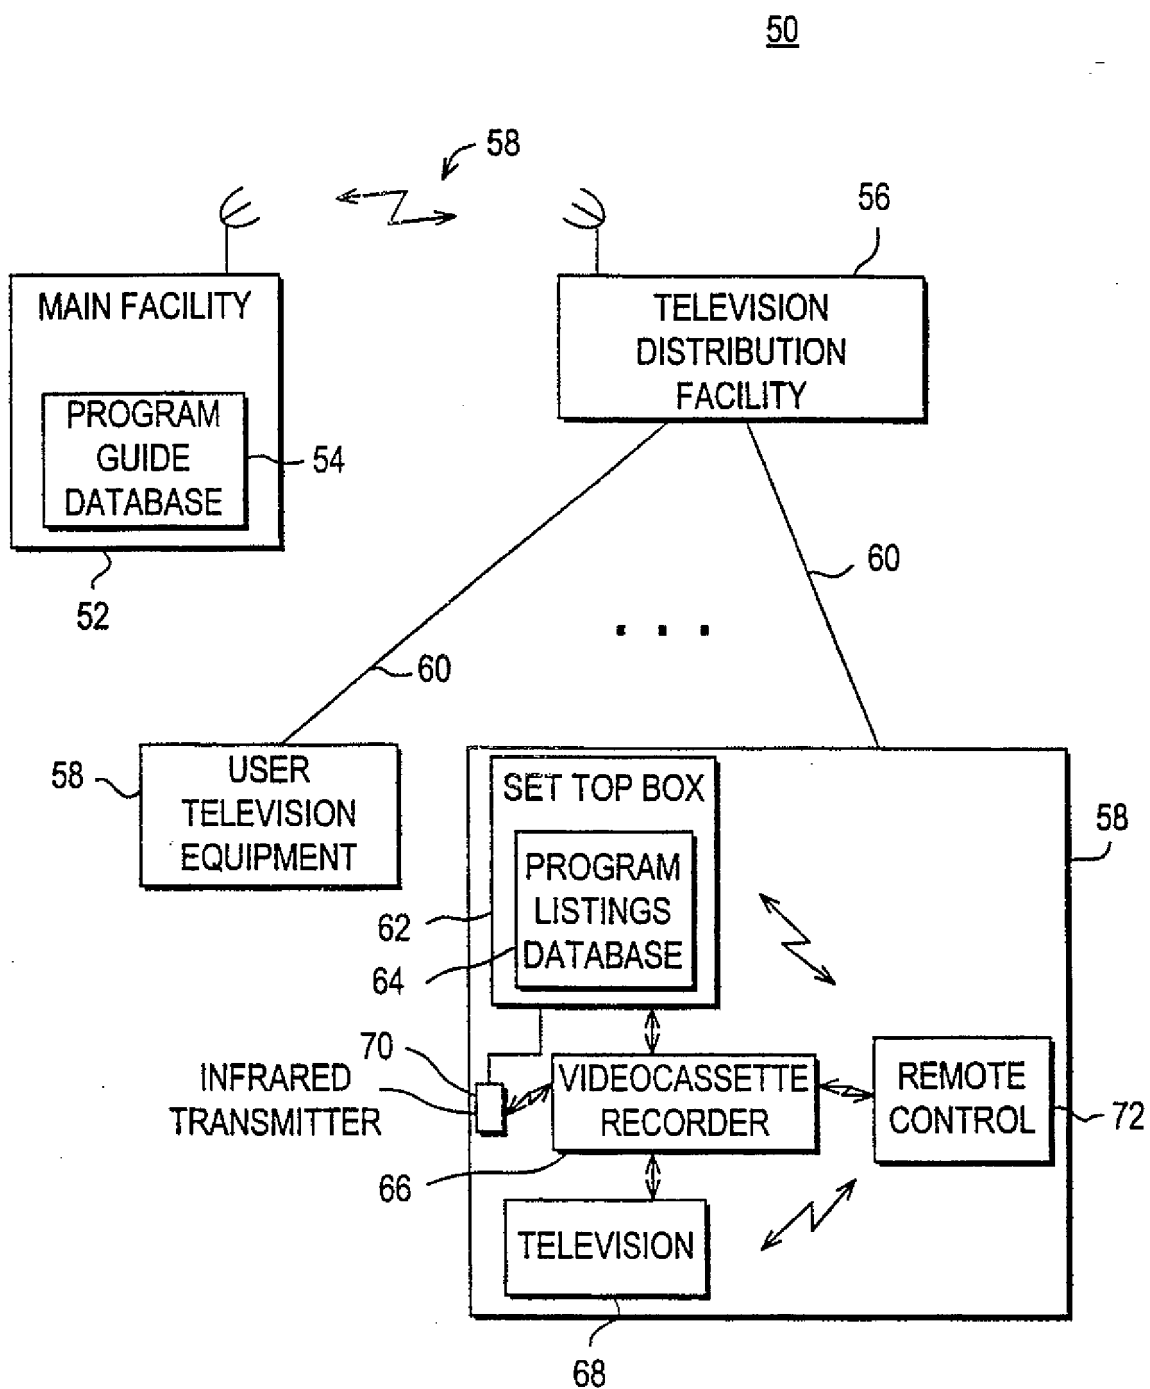 50
58
56
MAIN FACILITY
TELEVISION
DISTRIBUTION
FACILITY
PROGRAM
GUIDE
DATABASE
54
52
60
60
. . .
58
USER
TELEVISION
EQUIPMENT
SET TOP BOX
58
PROGRAM
LISTINGS
DATABASE
62
64
70
INFRARED
TRANSMITTER
VIDEOCASSETTE
RECORDER
REMOTE
CONTROL
72
66
TELEVISION
68